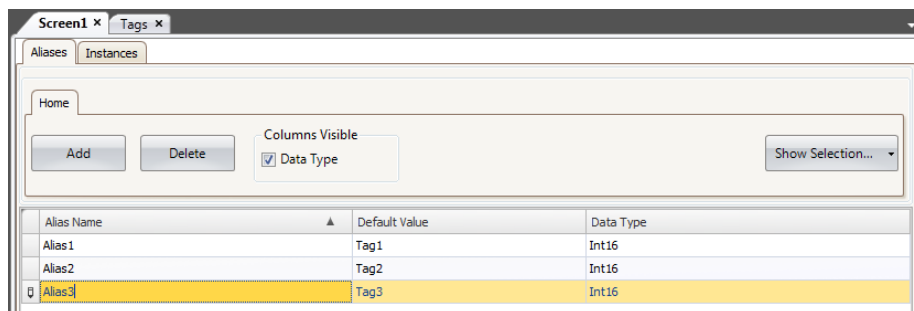 Screen1 × Tags ×
Aliases Instances
Home
Add Delete Columns Visible Data Type Show Selection...
Alias Name Default Value Data Type
Alias1 Tag1 Int16
Alias2 Tag2 Int16
Alias3 Tag3 Int16